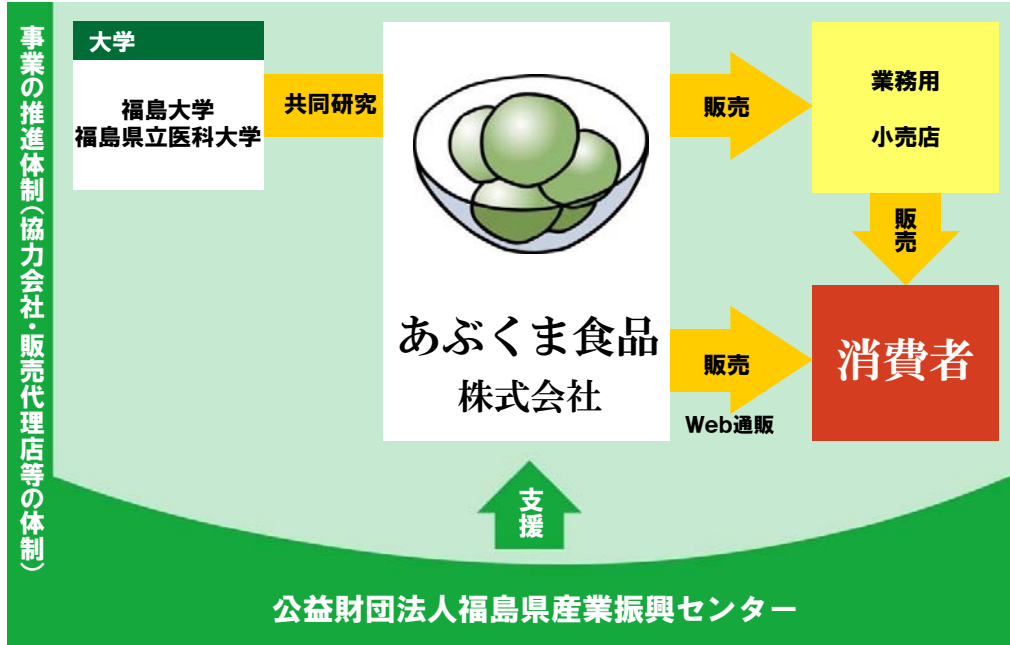 事業の推進体制（協力会社・販売代理店等の体制）
大学
福島大学
福島県立医科大学
共同研究
あぶくま食品
株式会社
販売
業務用
小売店
販売
販売
Web通販
消費者
支援
公益財団法人福島県産業振興センター